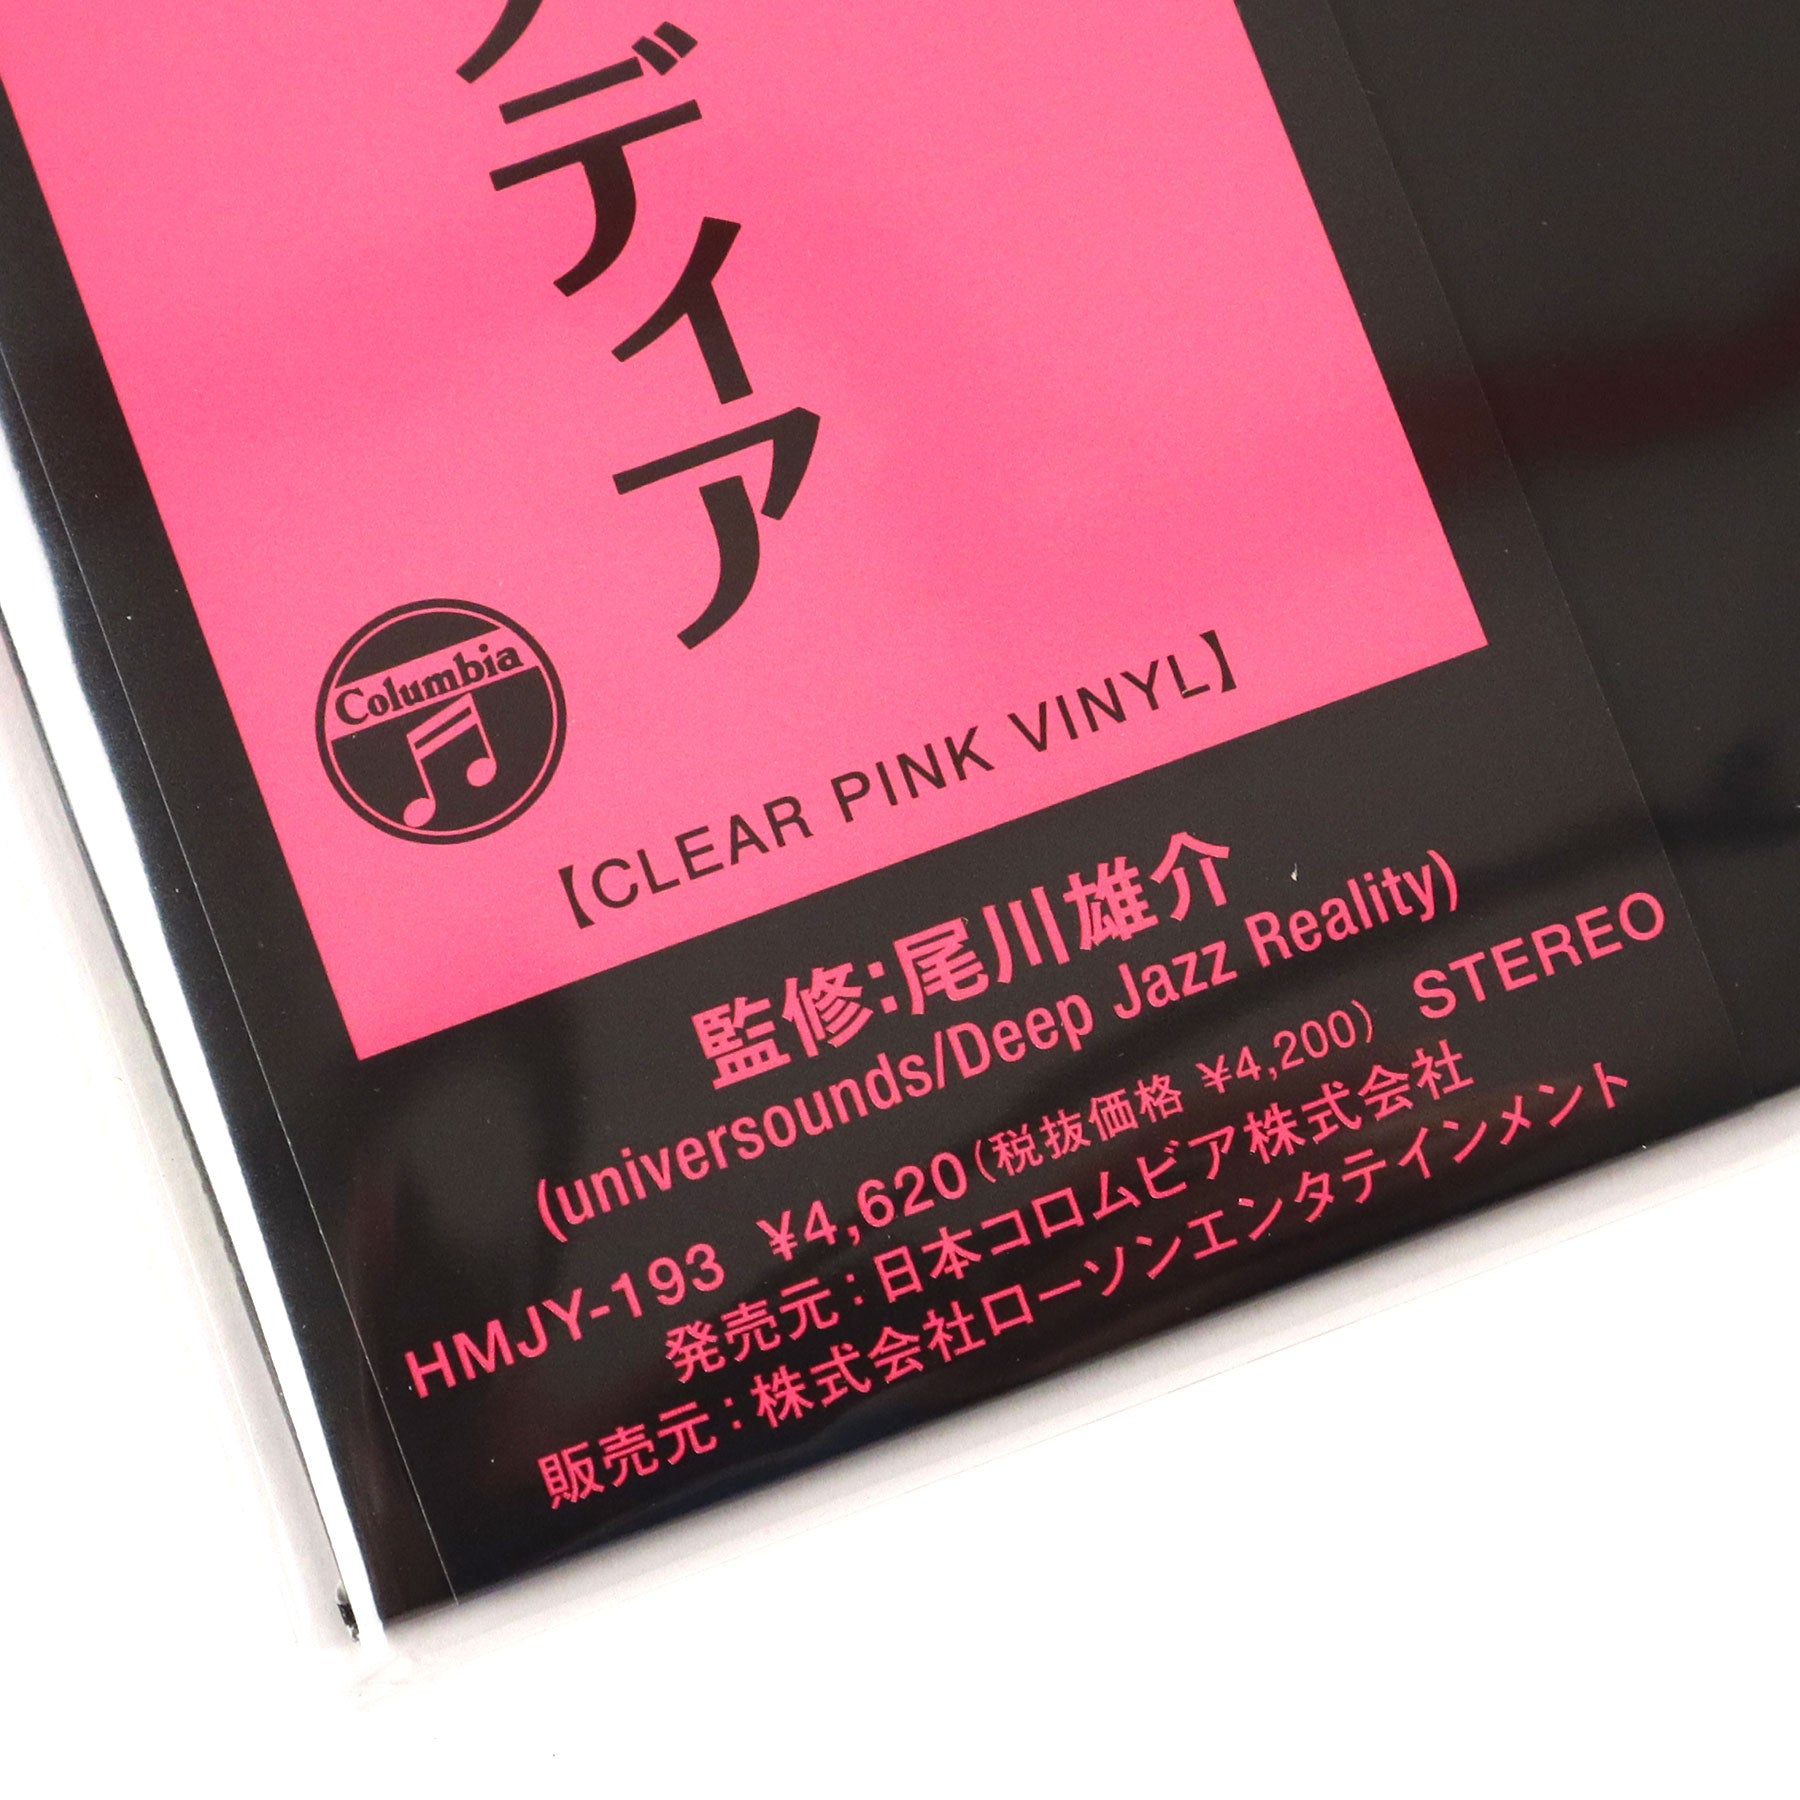 ディア
Columbia
【CLEAR PINK VINYL】
監修:尾川雄介
(universounds/Deep Jazz Reality)
HMJY-193 ¥4,620(税抜価格 ¥4,200) STEREO
発売元:日本コロムビア株式会社
販売元:株式会社ローソンエンタテインメント